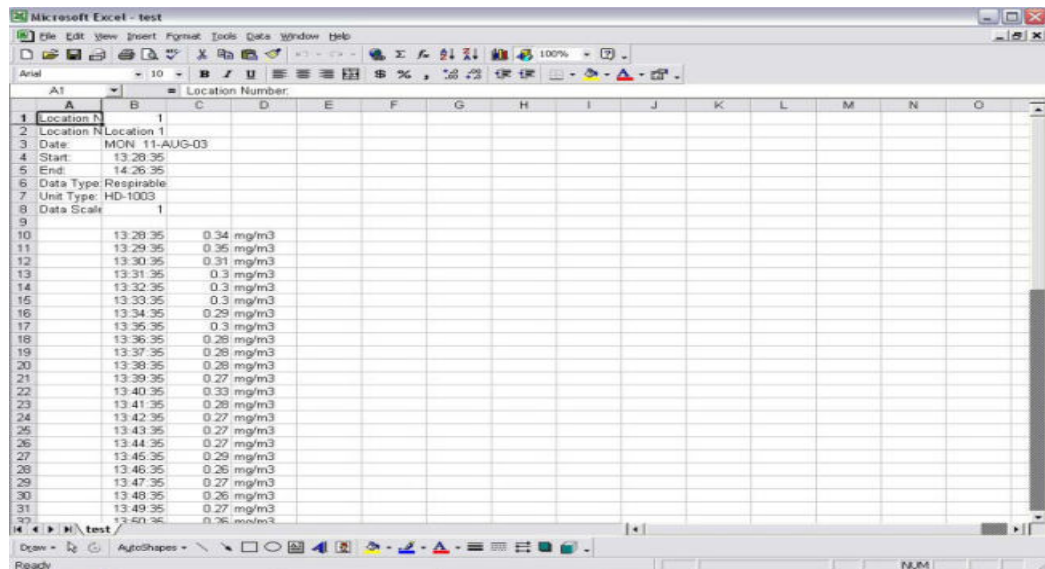 Microsoft Excel - test
File Edit View Insert Format Tools Data Window Help
100%
Arial 10 B I U $ % ,
A1 = Location Number:
A B C D E F G H I J K L M N O
1 Location N 1
2 Location N Location 1
3 Date: MON 11-AUG-03
4 Start: 13:28:35
5 End: 14:26:35
6 Data Type: Respirable
7 Unit Type: HD-1003
8 Data Scale 1
9
10 13:28:35 0.34 mg/m3
11 13:29:35 0.35 mg/m3
12 13:30:35 0.31 mg/m3
13 13:31:35 0.3 mg/m3
14 13:32:35 0.3 mg/m3
15 13:33:35 0.3 mg/m3
16 13:34:35 0.29 mg/m3
17 13:35:35 0.3 mg/m3
18 13:36:35 0.28 mg/m3
19 13:37:35 0.28 mg/m3
20 13:38:35 0.28 mg/m3
21 13:39:35 0.27 mg/m3
22 13:40:35 0.33 mg/m3
23 13:41:35 0.28 mg/m3
24 13:42:35 0.27 mg/m3
25 13:43:35 0.27 mg/m3
26 13:44:35 0.27 mg/m3
27 13:45:35 0.29 mg/m3
28 13:46:35 0.26 mg/m3
29 13:47:35 0.27 mg/m3
30 13:48:35 0.26 mg/m3
31 13:49:35 0.27 mg/m3
32 13:50:35 0.26 mg/m3
test
Draw AutoShapes
Ready NUM